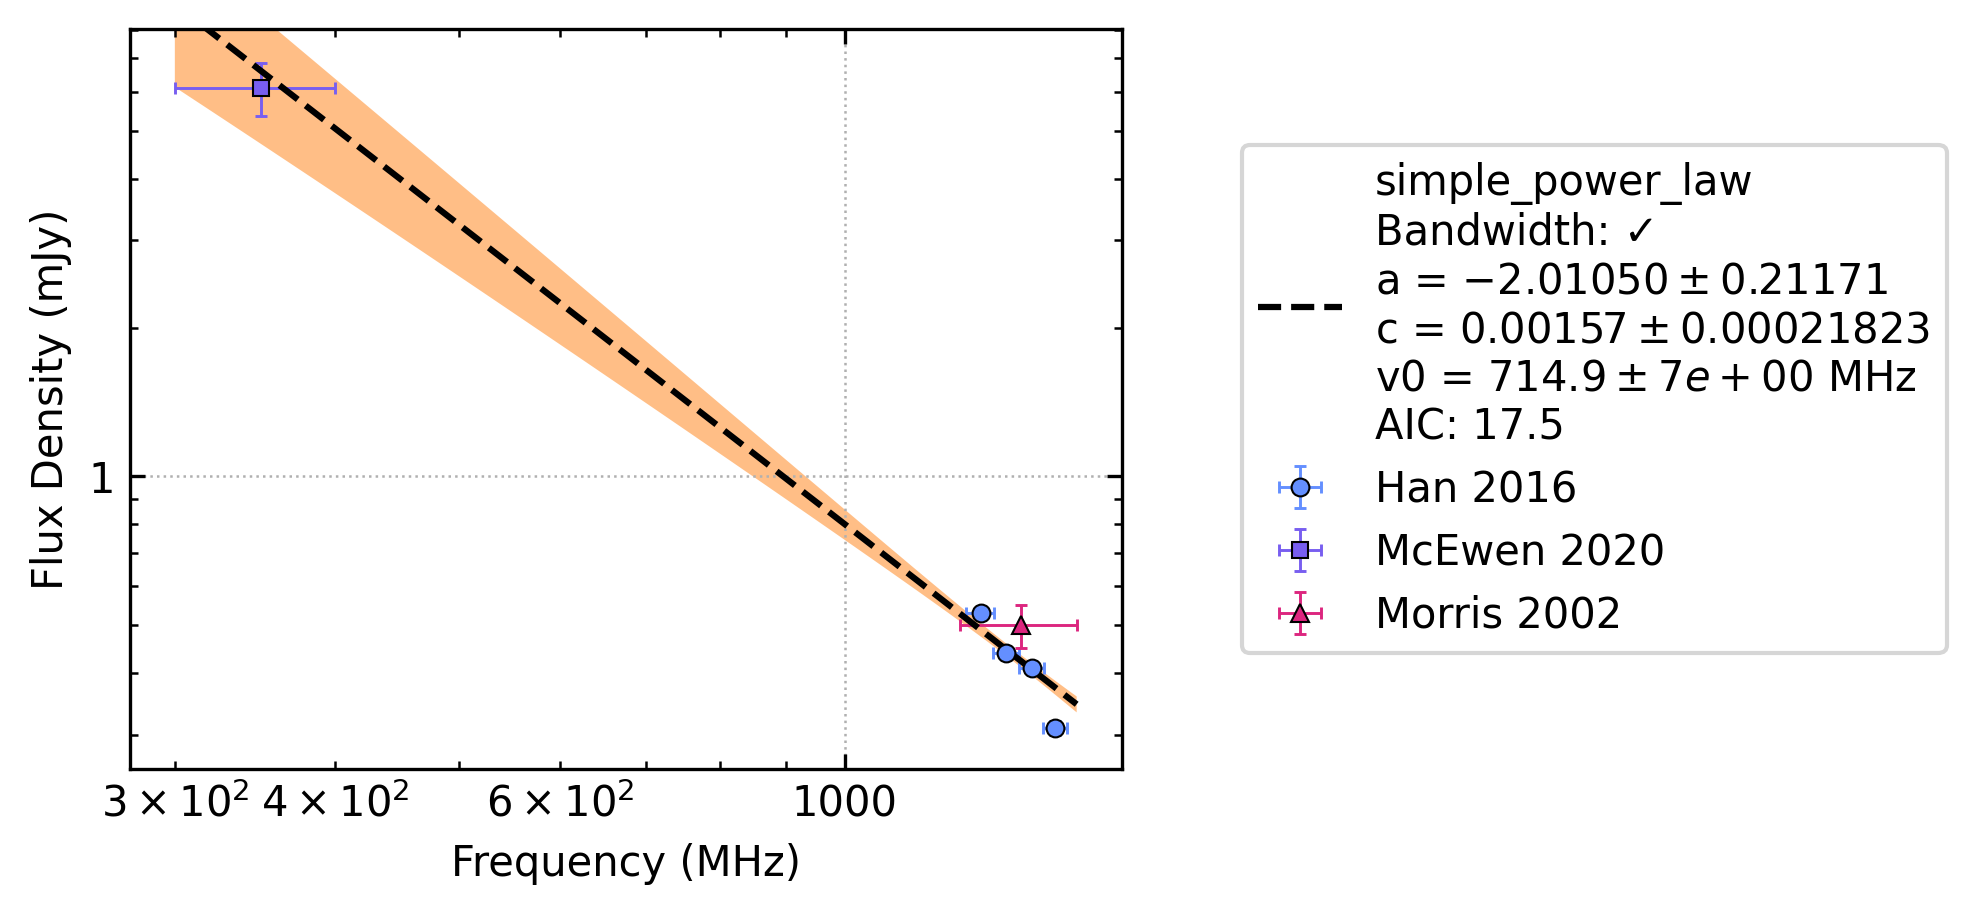 Flux Density (mJy)
1
3 × 10² 4 × 10² 6 × 10² 1000
Frequency (MHz)
simple_power_law
Bandwidth: ✓
a = −2.01050 ± 0.21171
c = 0.00157 ± 0.00021823
v0 = 714.9 ± 7e + 00 MHz
AIC: 17.5
Han 2016
McEwen 2020
Morris 2002